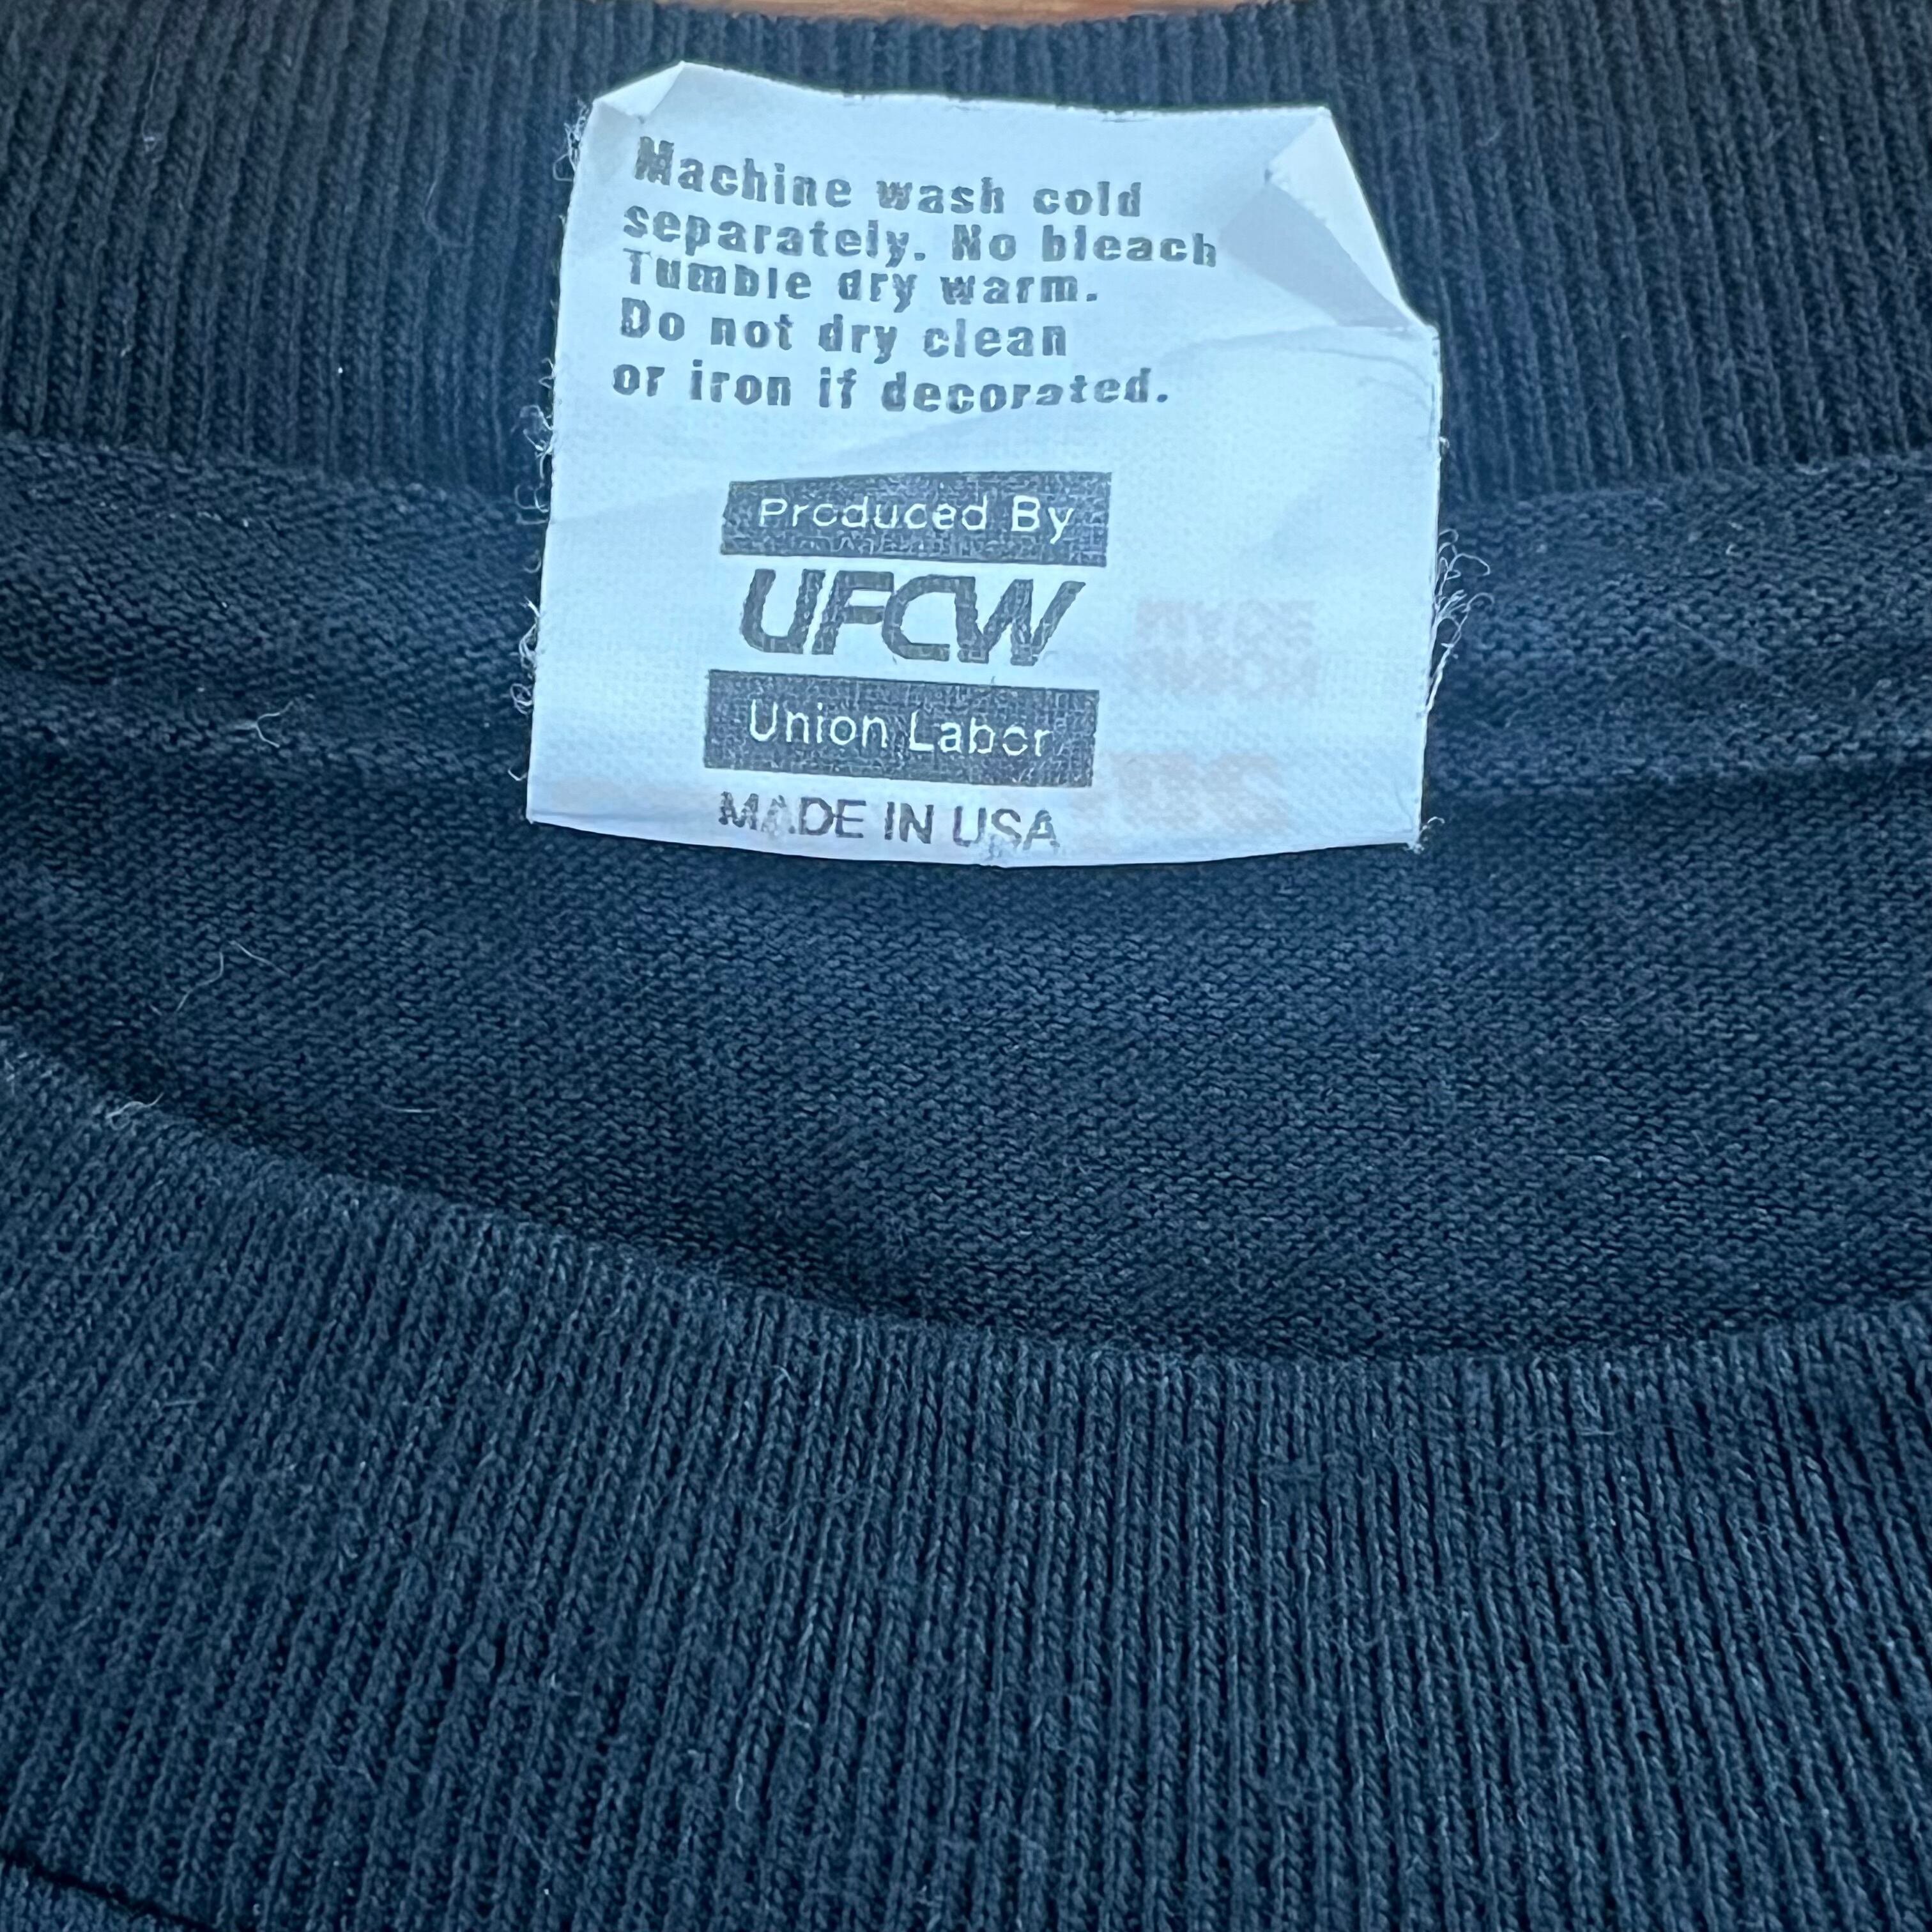 Machine wash cold
separately. No bleach
Tumble dry warm.
Do not dry clean
or iron if decorated.
Produced By
UFCW
Union Labor
MADE IN USA